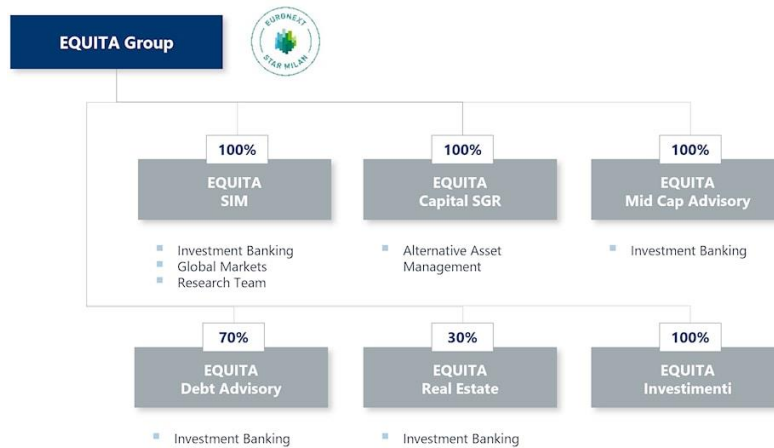 EQUITA Group
EURONEXT
STAR MILAN
100%
100%
100%
EQUITA
SIM
EQUITA
Capital SGR
EQUITA
Mid Cap Advisory
Investment Banking
Global Markets
Research Team
Alternative Asset
Management
Investment Banking
70%
30%
100%
EQUITA
Debt Advisory
EQUITA
Real Estate
EQUITA
Investimenti
Investment Banking
Investment Banking